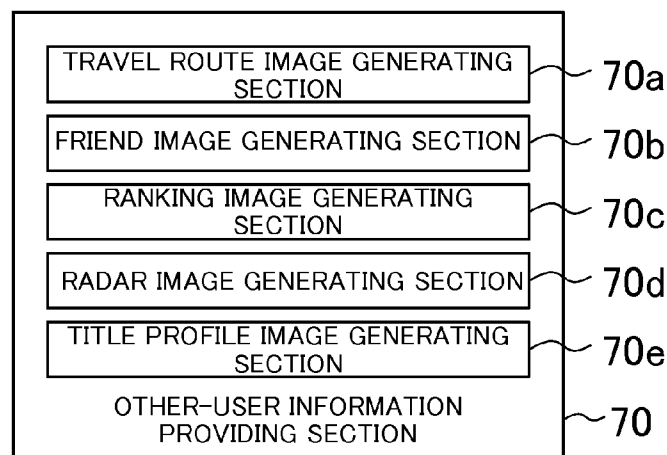 TRAVEL ROUTE IMAGE GENERATING
SECTION
70a
FRIEND IMAGE GENERATING SECTION
70b
RANKING IMAGE GENERATING
SECTION
70c
RADAR IMAGE GENERATING SECTION
70d
TITLE PROFILE IMAGE GENERATING
SECTION
70e
OTHER-USER INFORMATION
PROVIDING SECTION
70